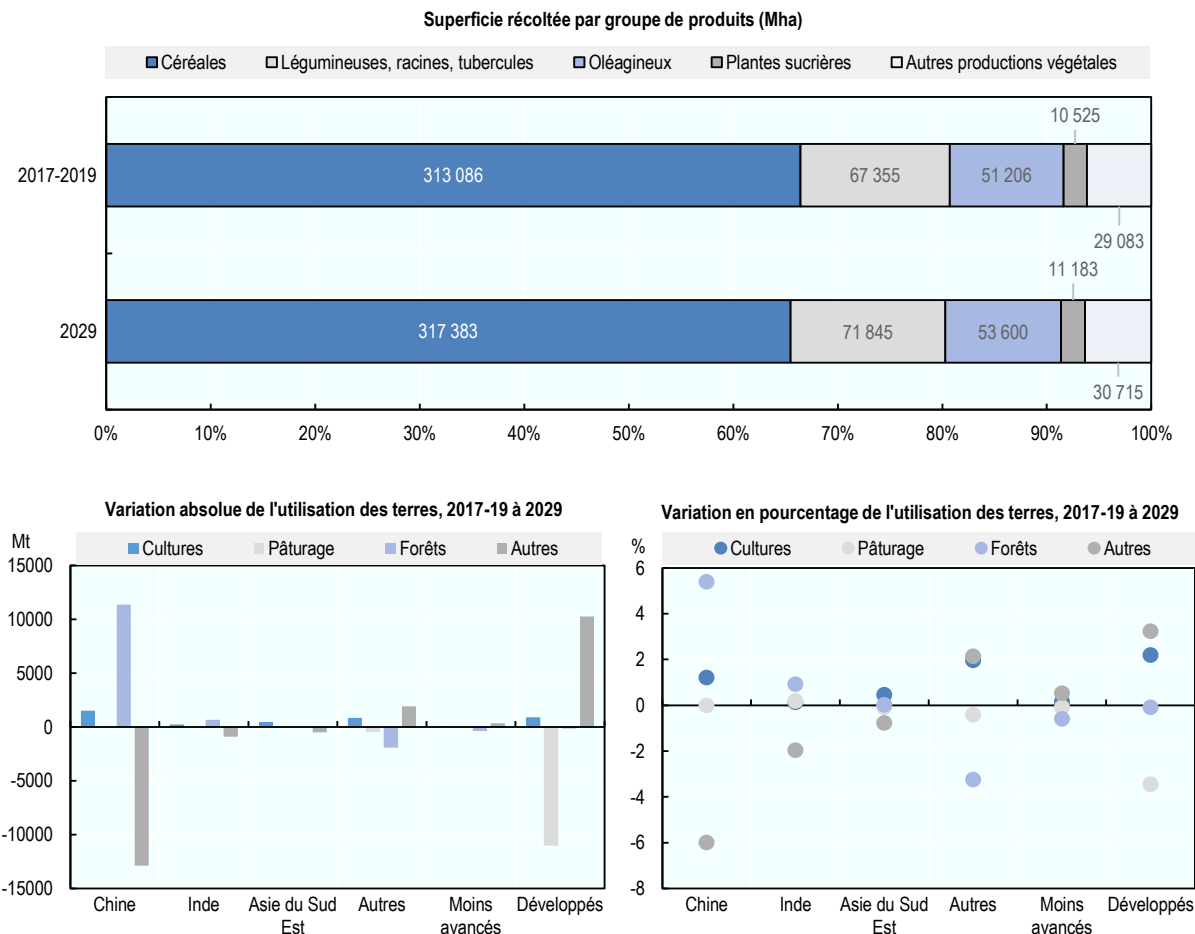 Superficie récoltée par groupe de produits (Mha)
Céréales Légumineuses, racines, tubercules Oléagineux Plantes sucrières Autres productions végétales
10 525
2017-2019 313 086 67 355 51 206
29 083
11 183
2029 317 383 71 845 53 600
30 715
0% 10% 20% 30% 40% 50% 60% 70% 80% 90% 100%
Variation absolue de l'utilisation des terres, 2017-19 à 2029
Mt
Cultures Pâturage Forêts Autres
15000
10000
5000
0
-5000
-10000
-15000
Chine Inde Asie du Sud Est Autres Moins avancés Développés
Variation en pourcentage de l'utilisation des terres, 2017-19 à 2029
%
Cultures Pâturage Forêts Autres
6
4
2
0
-2
-4
-6
-8
Chine Inde Asie du Sud Est Autres Moins avancés Développés